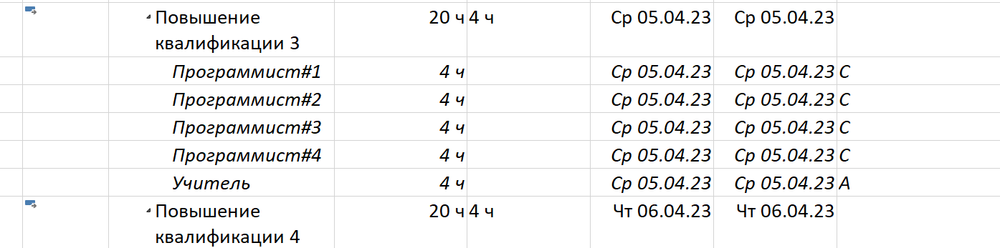 Повышение 20 ч 4 ч Ср 05.04.23 Ср 05.04.23
квалификации 3
Программист#1 4 ч Ср 05.04.23 Ср 05.04.23 С
Программист#2 4 ч Ср 05.04.23 Ср 05.04.23 С
Программист#3 4 ч Ср 05.04.23 Ср 05.04.23 С
Программист#4 4 ч Ср 05.04.23 Ср 05.04.23 С
Учитель 4 ч Ср 05.04.23 Ср 05.04.23 А
Повышение 20 ч 4 ч Чт 06.04.23 Чт 06.04.23
квалификации 4